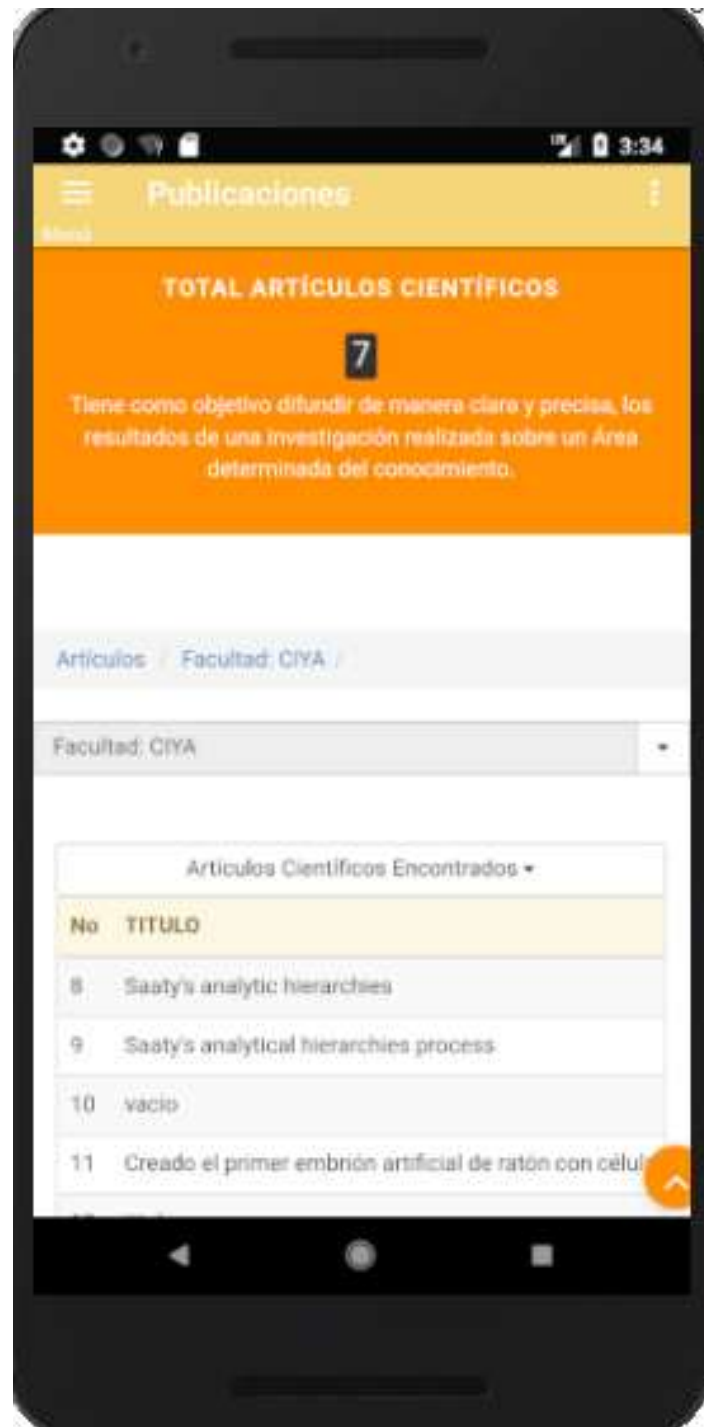 3:34
Publicaciones
Menú
TOTAL ARTÍCULOS CIENTÍFICOS
7
Tiene como objetivo difundir de manera clara y precisa, los
resultados de una investigación realizada sobre un Área
determinada del conocimiento.
Artículos / Facultad: CIYA /
Facultad: CIYA
Artículos Científicos Encontrados
No TITULO
8 Saaty's analytic hierarchies
9 Saaty's analytical hierarchies process
10 vacio
11 Creado el primer embrión artificial de ratón con célul